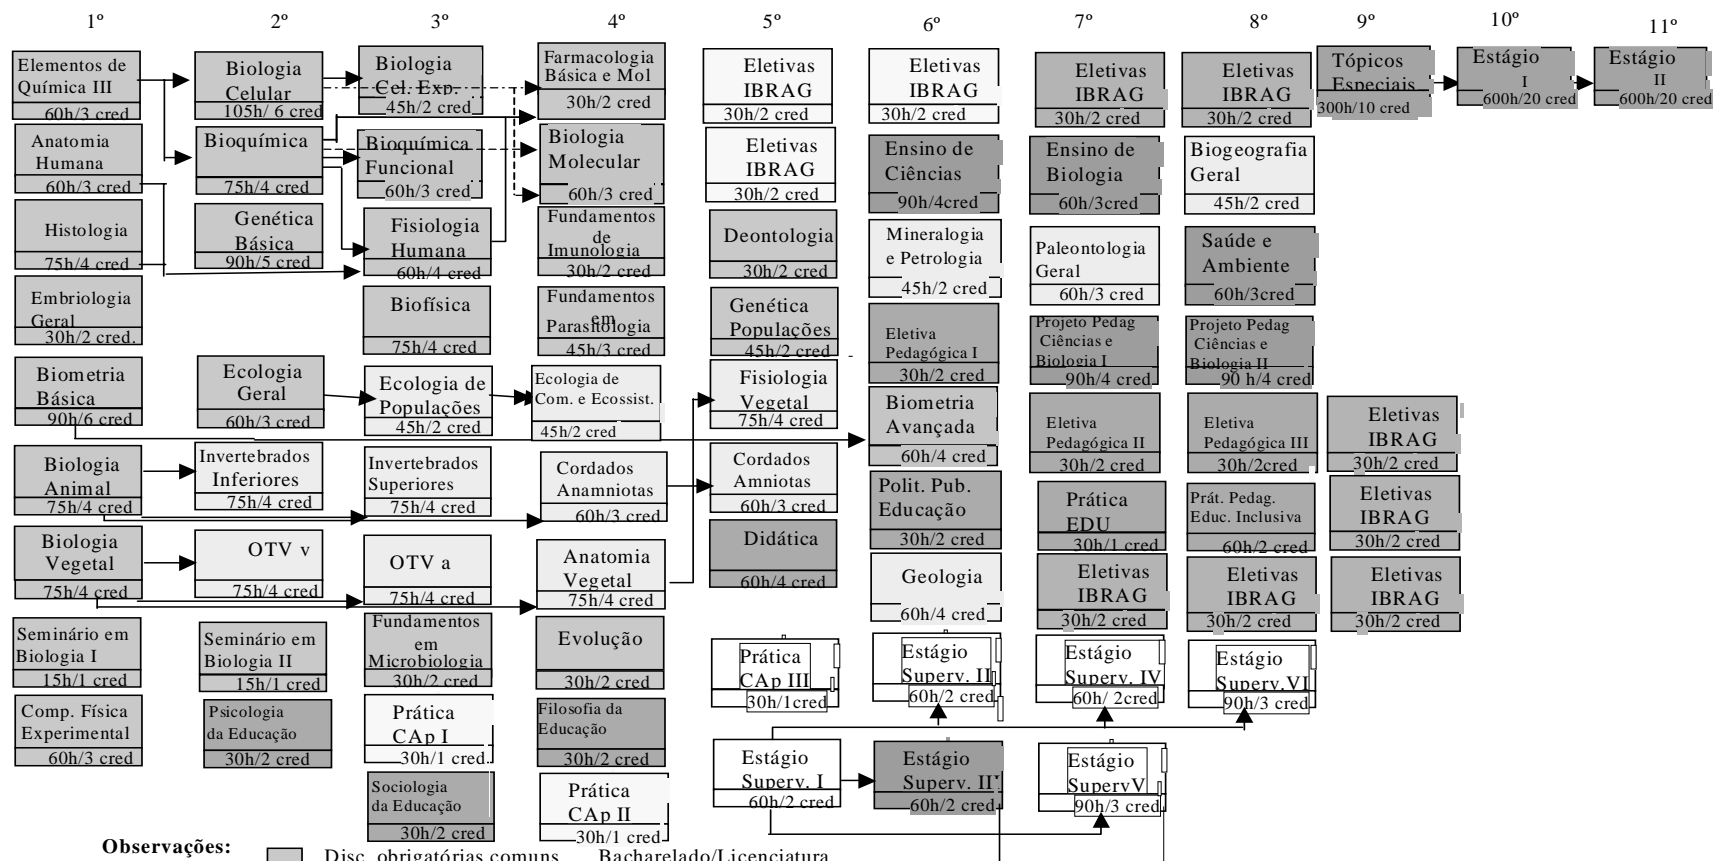 1º 2º 3º 4º 5º 6º 7º 8º 9º 10º 11º
Elementos de
Química III
60h/3 cred
Anatomia
Humana
60h/3 cred
Histologia
75h/4 cred
Embriologia
Geral
30h/2 cred.
Biometria
Básica
90h/6 cred
Biologia
Animal
75h/4 cred
Biologia
Vegetal
75h/4 cred
Seminário em
Biologia I
15h/1 cred
Comp. Física
Experimental
60h/3 cred
Biologia
Celular
105h/ 6 cred
Bioquímica
75h/4 cred
Genética
Básica
90h/5 cred
Ecologia
Geral
60h/3 cred
Invertebrados
Inferiores
75h/4 cred
OTV v
75h/4 cred
Seminário em
Biologia II
15h/1 cred
Psicologia
da Educação
30h/2 cred
Biologia
Cel. Exp.
45h/2 cred
Bioquímica
Funcional
60h/3 cred
Fisiologia
Humana
60h/4 cred
Biofísica
75h/4 cred
Ecologia de
Populações
45h/2 cred
Invertebrados
Superiores
75h/4 cred
OTV a
75h/4 cred
Fundamentos
em
Microbiologia
30h/2 cred
Prática
CAp I
30h/1 cred
Sociologia
da Educação
30h/2 cred
Farmacologia
Básica e Mol
30h/2 cred
Biologia
Molecular
60h/3 cred
Fundamentos
de
Imunologia
30h/2 cred
Fundamentos
em
Parasitologia
45h/3 cred
Ecologia de
Com. e Ecossist.
45h/2 cred
Cordados
Anamniotas
60h/3 cred
Anatomia
Vegetal
75h/4 cred
Evolução
30h/2 cred
Filosofia da
Educação
30h/2 cred
Prática
CAp II
30h/1 cred
Eletivas
IBRAG
30h/2 cred
Eletivas
IBRAG
30h/2 cred
Deontologia
30h/2 cred
Genética
Populações
45h/2 cred
Fisiologia
Vegetal
75h/4 cred
Cordados
Amniotas
60h/3 cred
Didática
60h/4 cred
Prática
CAp III
30h/1cred
Estágio
Superv. I
60h/2 cred
Eletivas
IBRAG
30h/2 cred
Ensino de
Ciências
90h/4cred
Mineralogia
e Petrologia
45h/2 cred
Eletiva
Pedagógica I
30h/2 cred
Biometria
Avançada
60h/4 cred
Polit. Pub.
Educação
30h/2 cred
Geologia
60h/4 cred
Estágio
Superv. II
60h/2 cred
Estágio
Superv. II
60h/2 cred
Eletivas
IBRAG
30h/2 cred
Ensino de
Biologia
60h/3cred
Paleontologia
Geral
60h/3 cred
Projeto Pedag
Ciências e
Biologia I
90h/4 cred
Eletiva
Pedagógica II
30h/2 cred
Prática
EDU
30h/1 cred
Eletivas
IBRAG
30h/2 cred
Estágio
Superv. IV
60h/ 2cred
Estágio
SupervV
90h/3 cred
Eletivas
IBRAG
30h/2 cred
Biogeografia
Geral
45h/2 cred
Saúde e
Ambiente
60h/3cred
Projeto Pedag
Ciências e
Biologia II
90 h/4 cred
Eletiva
Pedagógica III
30h/2cred
Prát. Pedag.
Educ. Inclusiva
60h/2 cred
Eletivas
IBRAG
30h/2 cred
Estágio
Superv.VI
90h/3 cred
Tópicos
Especiais
300h/10 cred
Eletivas
IBRAG
30h/2 cred
Eletivas
IBRAG
30h/2 cred
Eletivas
IBRAG
30h/2 cred
Estágio
I
600h/20 cred
Estágio
II
600h/20 cred
Observações:
Disc. obrigatórias comuns Bacharelado/Licenciatura